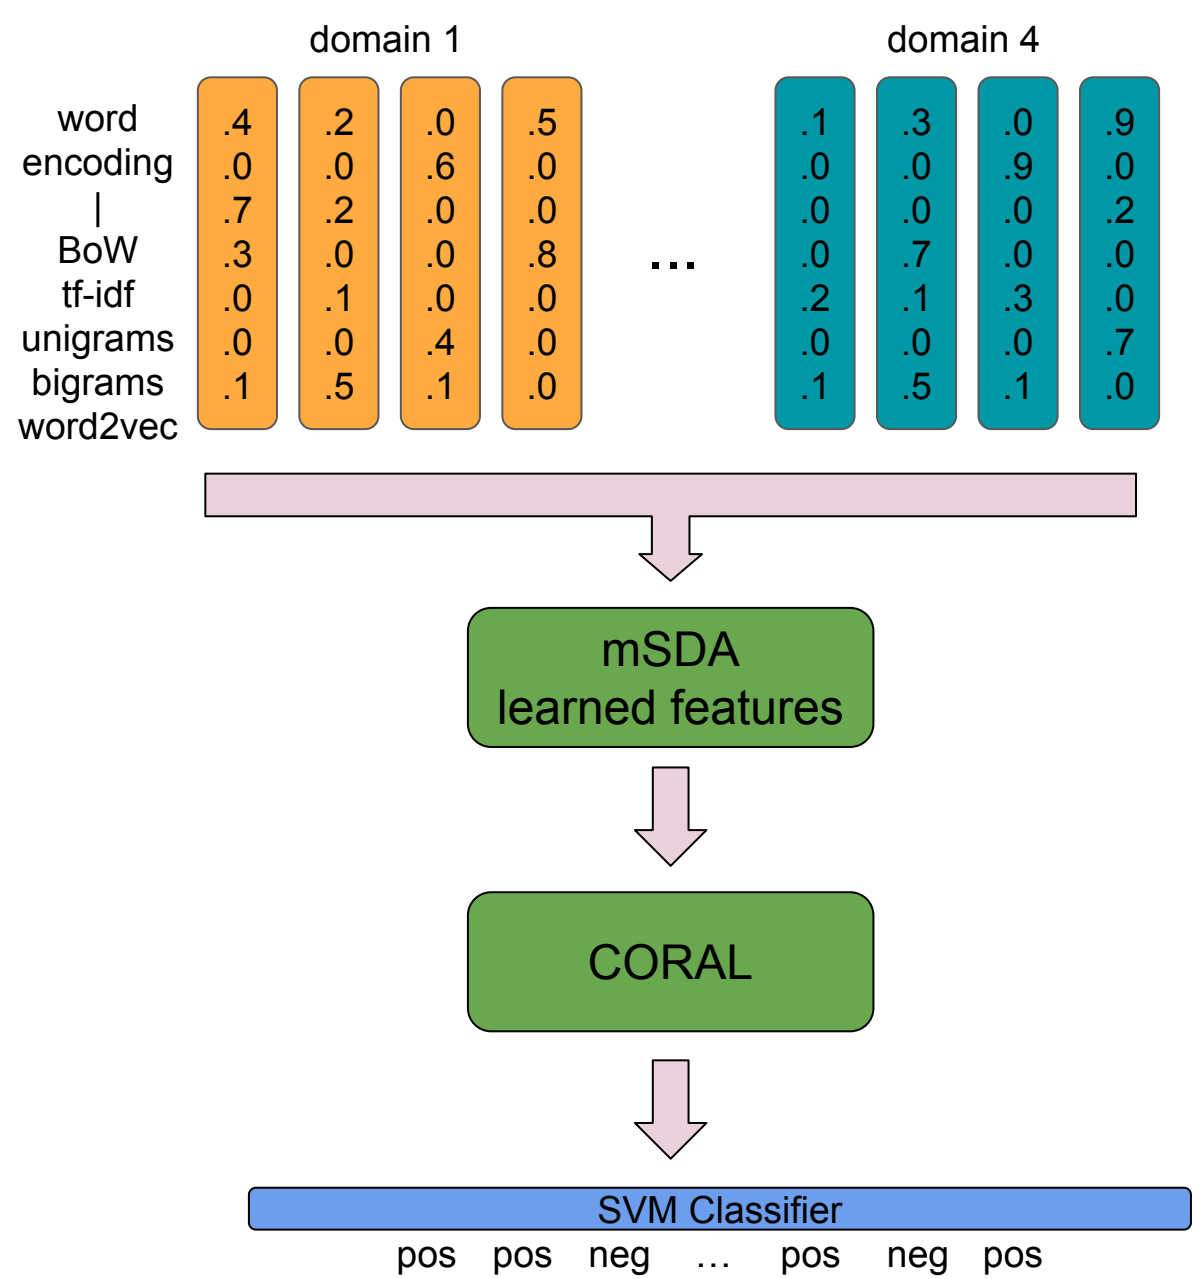 domain 1 domain 4
word .4 .2 .0 .5 .1 .3 .0 .9
encoding .0 .0 .6 .0 .0 .0 .9 .0
| .7 .2 .0 .0 .0 .0 .0 .2
BoW .3 .0 .0 .8 ... .0 .7 .0 .0
tf-idf .0 .1 .0 .0 .2 .1 .3 .0
unigrams .0 .0 .4 .0 .0 .0 .0 .7
bigrams .1 .5 .1 .0 .1 .5 .1 .0
word2vec
mSDA
learned features
CORAL
SVM Classifier
pos pos neg ... pos neg pos